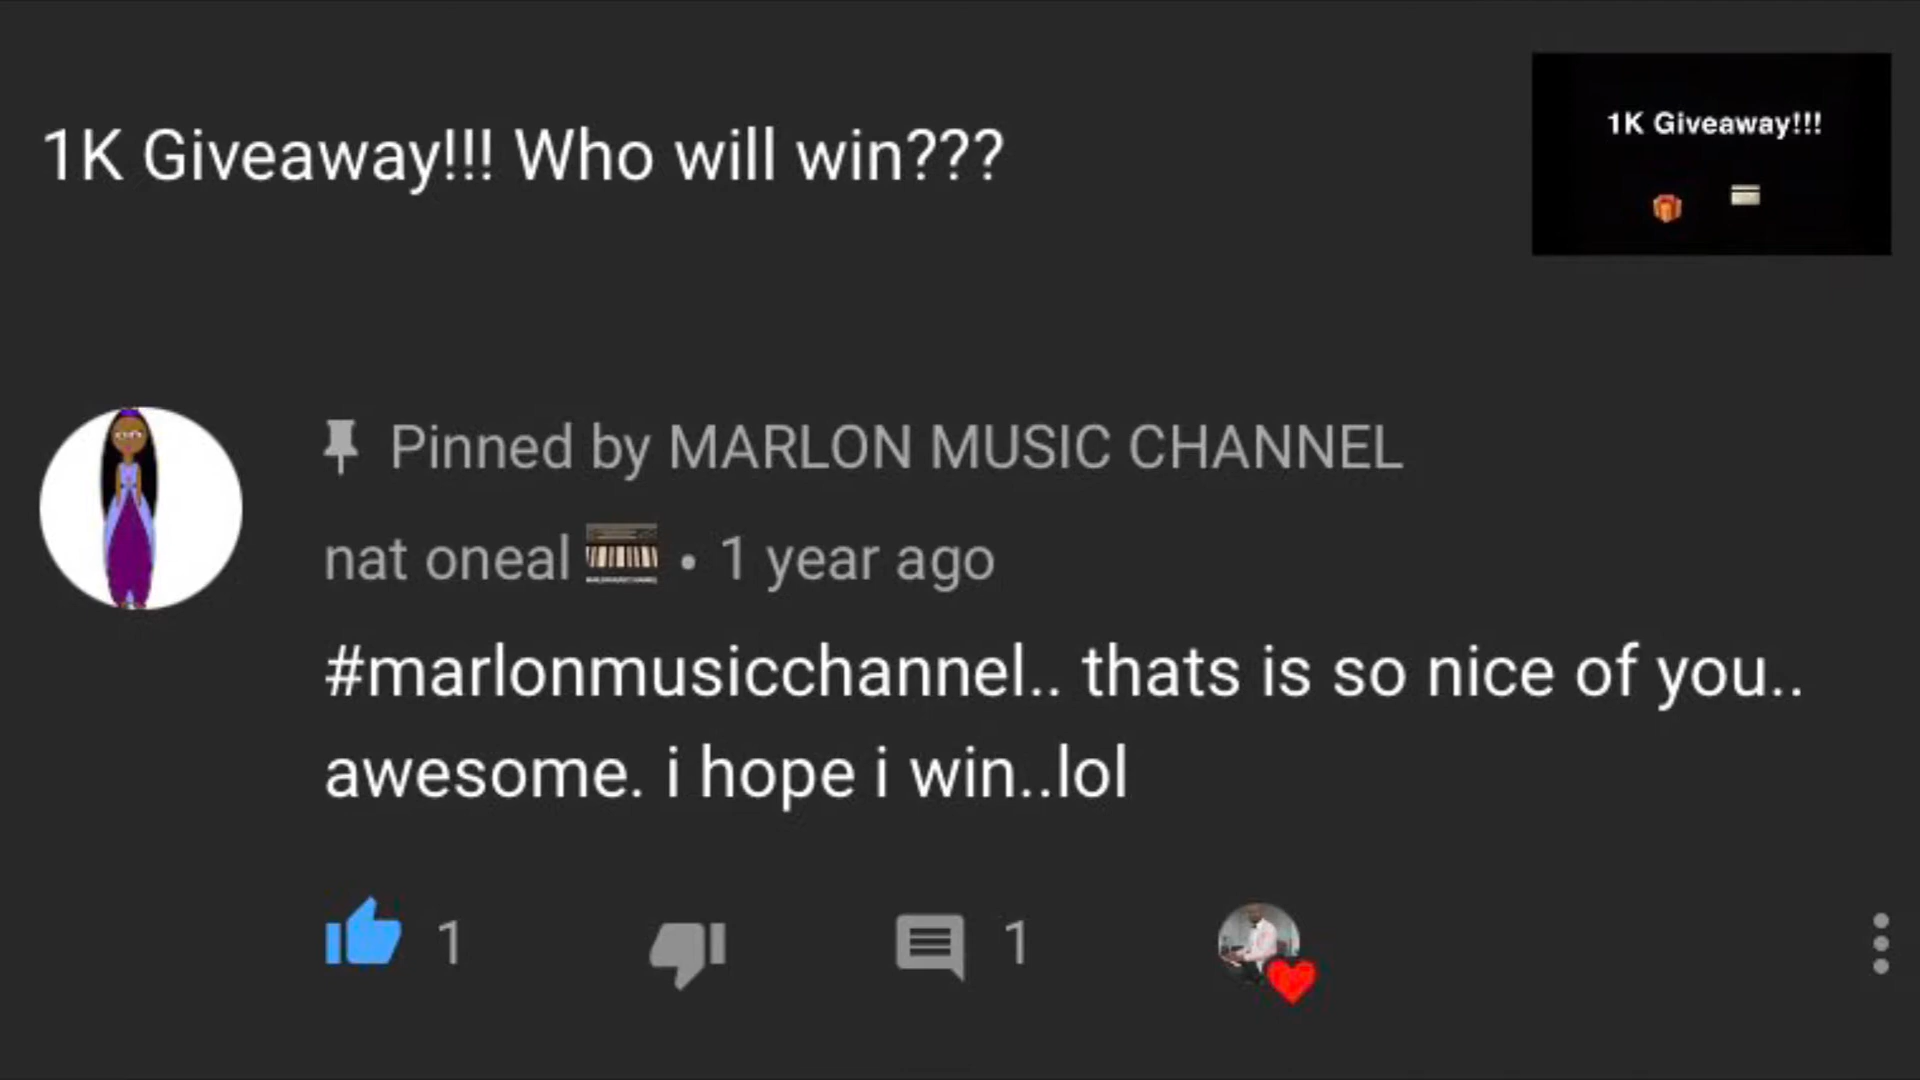 1K Giveaway!!! Who will win???
1K Giveaway!!!
Pinned by MARLON MUSIC CHANNEL
nat oneal • 1 year ago
#marlonmusicchannel.. thats is so nice of you..
awesome. i hope i win..lol
1
1